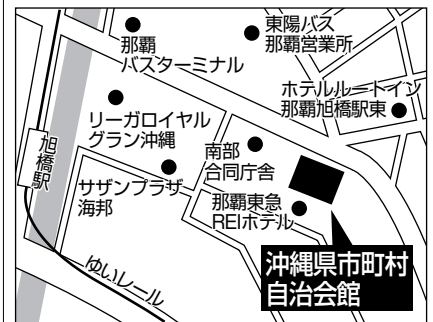 那覇
バスターミナル
東陽バス
那覇営業所
ホテルルートイン
那覇旭橋駅東
リーガロイヤル
グラン沖縄
旭橋駅
南部
合同庁舎
サザンプラザ
海邦
那覇東急
REIホテル
ゆいレール
沖縄県市町村
自治会館